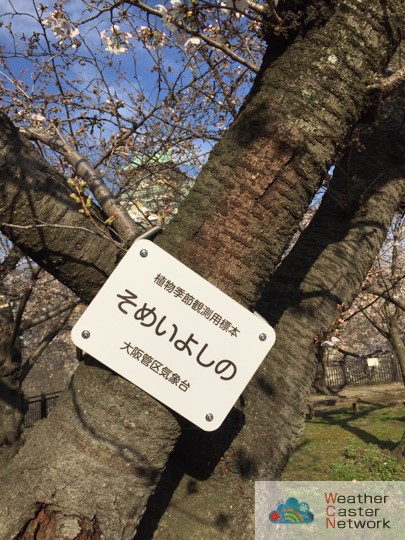 植物季節観測用標本
そめいよしの
大阪管区気象台
Weather
Caster
Network